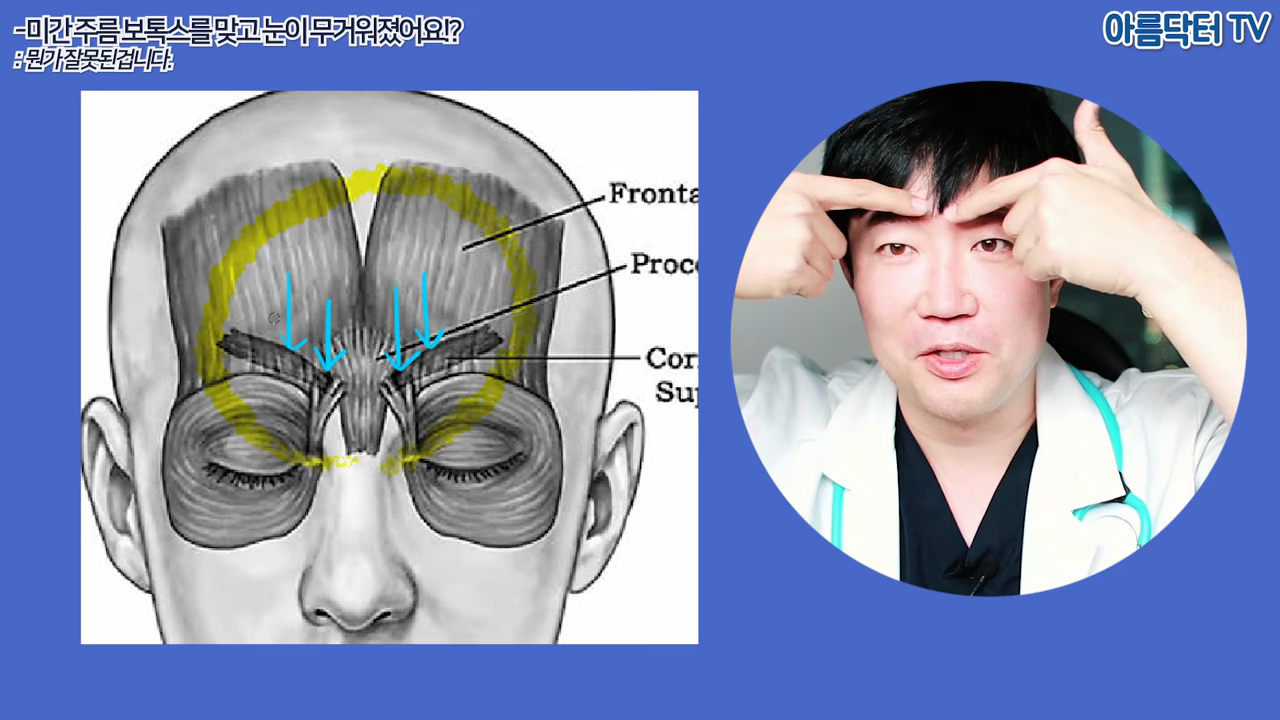 -미간 주름 보톡스를 맞고 눈이 무거워졌어요!?
: 뭔가 잘못된 겁니다.
아름닥터 TV
Fronta
Proce
Cor
Su